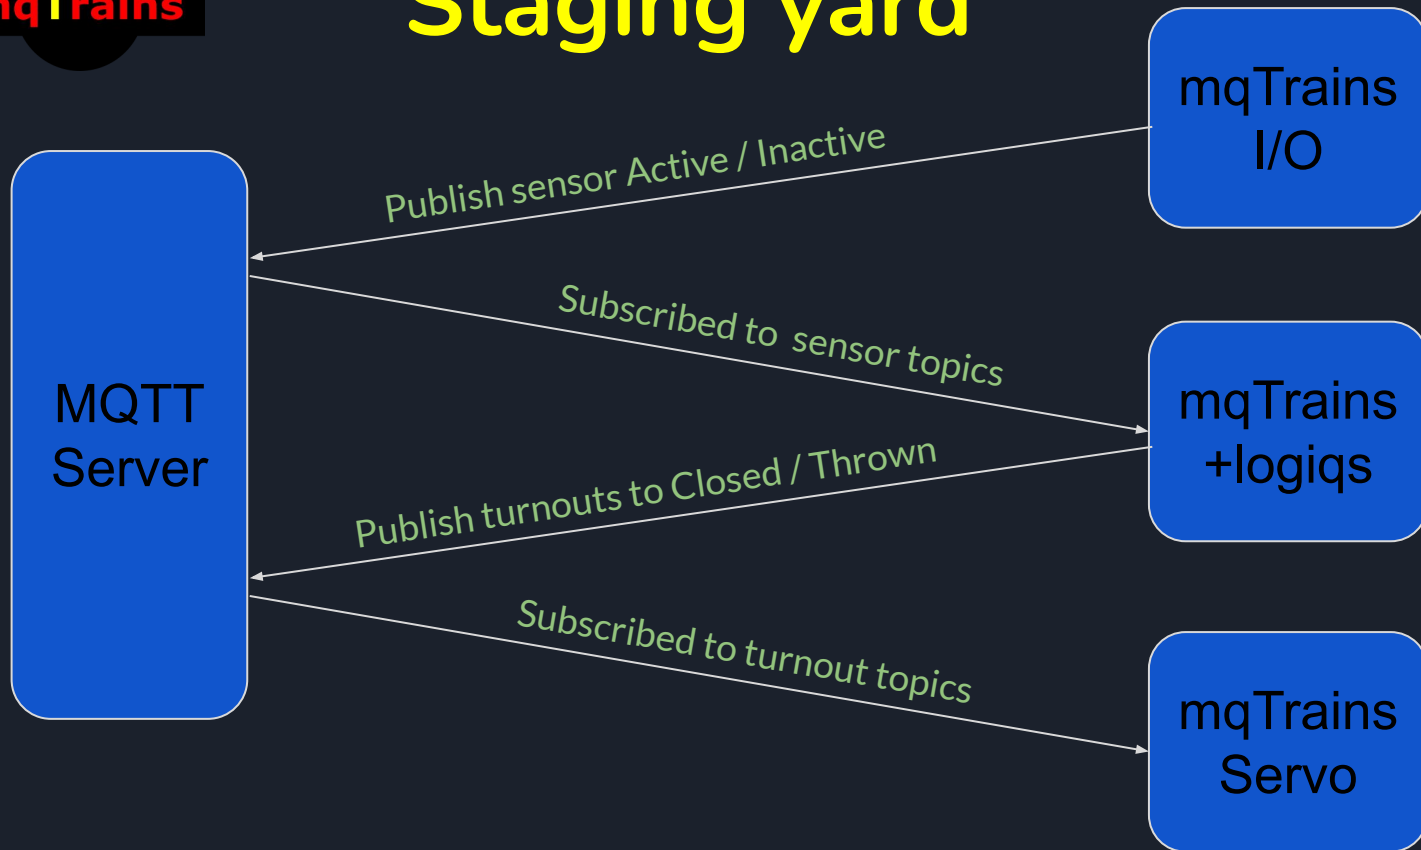 mqTrains
Staging yard
mqTrains
I/O
Publish sensor Active / Inactive
Subscribed to  sensor topics
MQTT
Server
mqTrains
+logiqs
Publish turnouts to Closed / Thrown
Subscribed to turnout topics
mqTrains
Servo